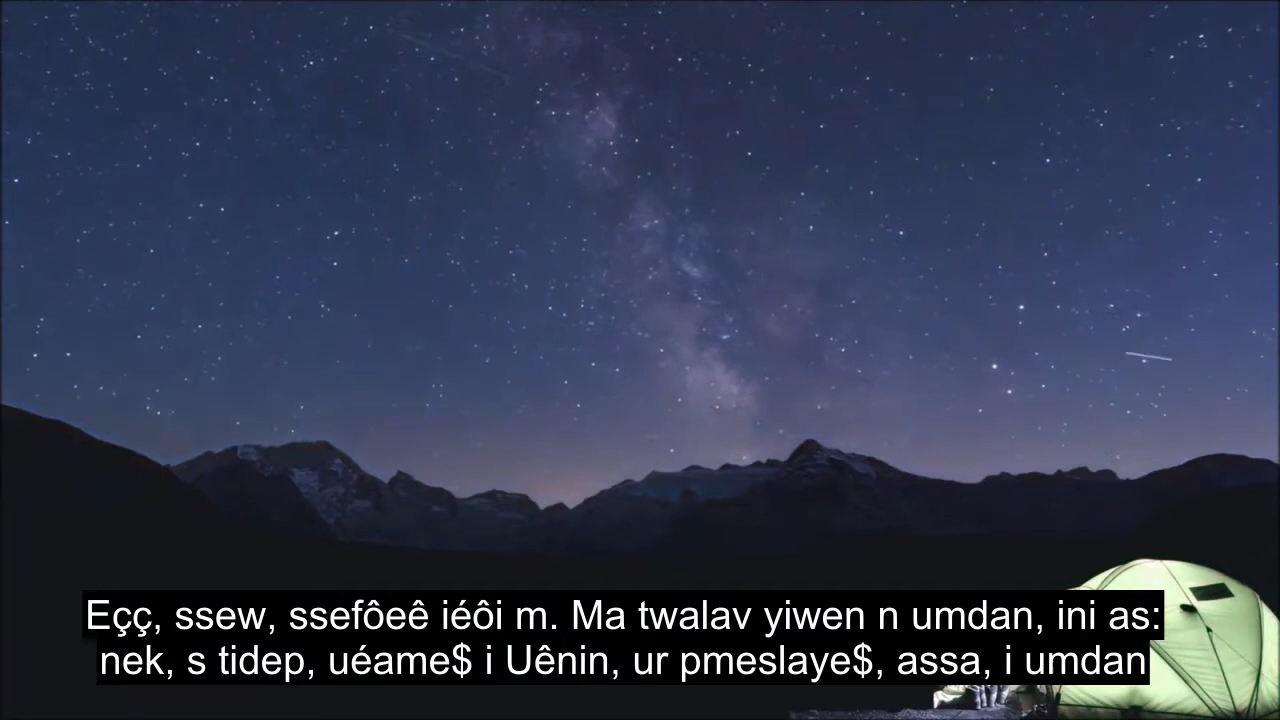 Eçç, ssew, ssefôeê iéôi m. Ma twalav yiwen n umdan, ini as:
nek, s tidep, uéame$ i Uênin, ur pmeslaye$, assa, i umdan